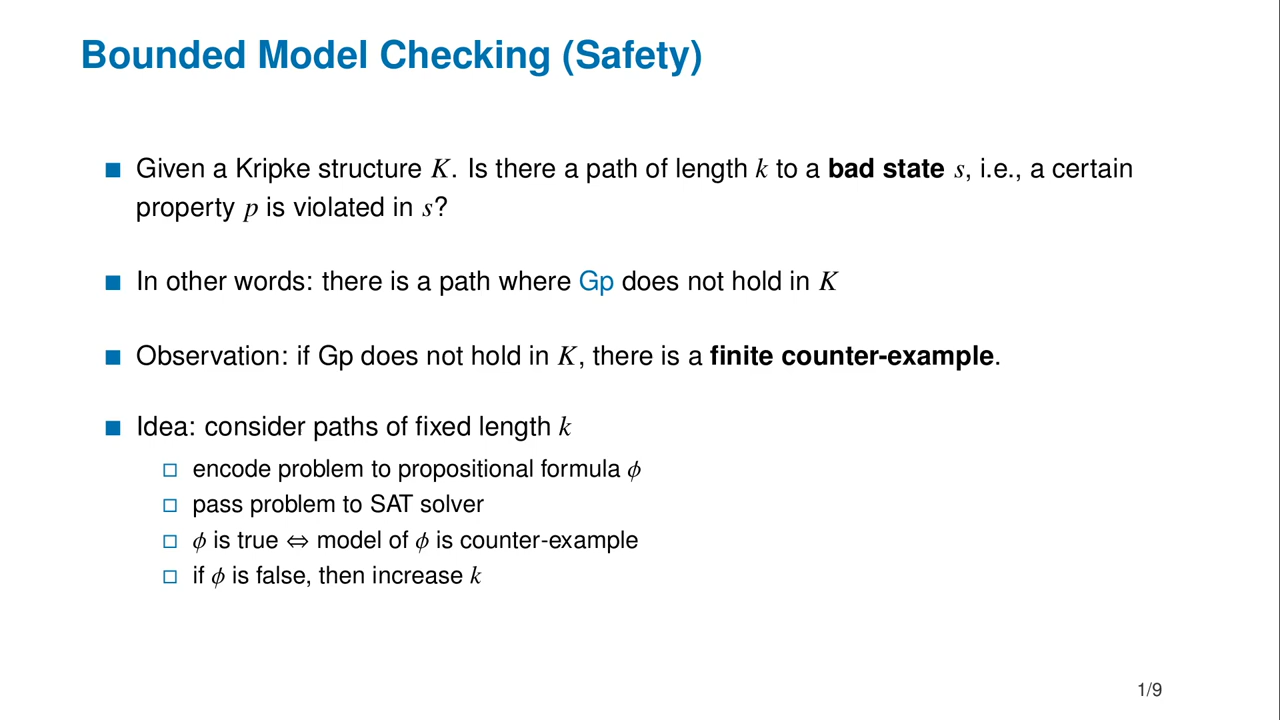 Bounded Model Checking (Safety)
Given a Kripke structure K. Is there a path of length k to a bad state s, i.e., a certain
property p is violated in s?
In other words: there is a path where Gp does not hold in K
Observation: if Gp does not hold in K, there is a finite counter-example.
Idea: consider paths of fixed length k
encode problem to propositional formula ϕ
pass problem to SAT solver
ϕ is true ⇔ model of ϕ is counter-example
if ϕ is false, then increase k
1/9